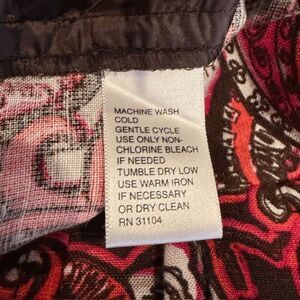 MACHINE WASH
COLD
GENTLE CYCLE
USE ONLY NON-
CHLORINE BLEACH
IF NEEDED
TUMBLE DRY LOW
USE WARM IRON
IF NECESSARY
OR DRY CLEAN
RN 31104